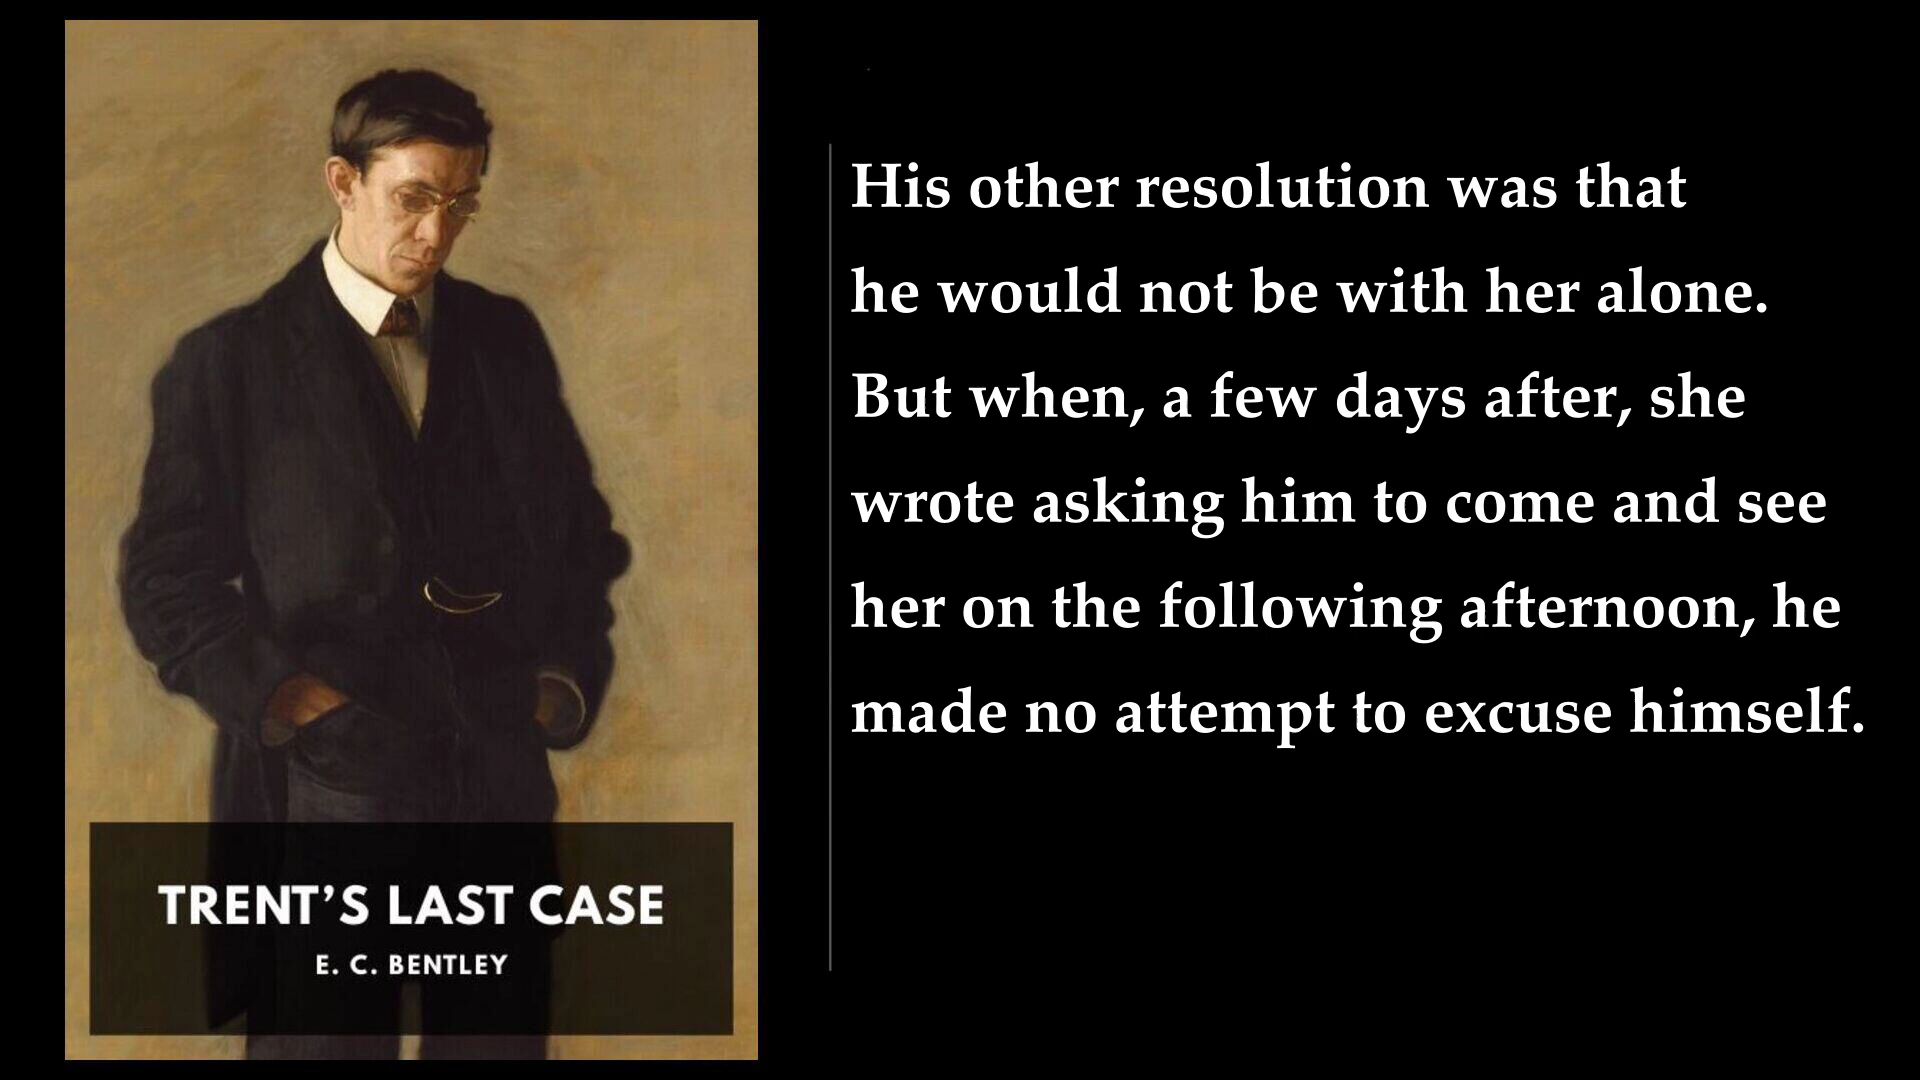 TRENT’S LAST CASE
E. C. BENTLEY
His other resolution was that
he would not be with her alone.
But when, a few days after, she
wrote asking him to come and see
her on the following afternoon, he
made no attempt to excuse himself.